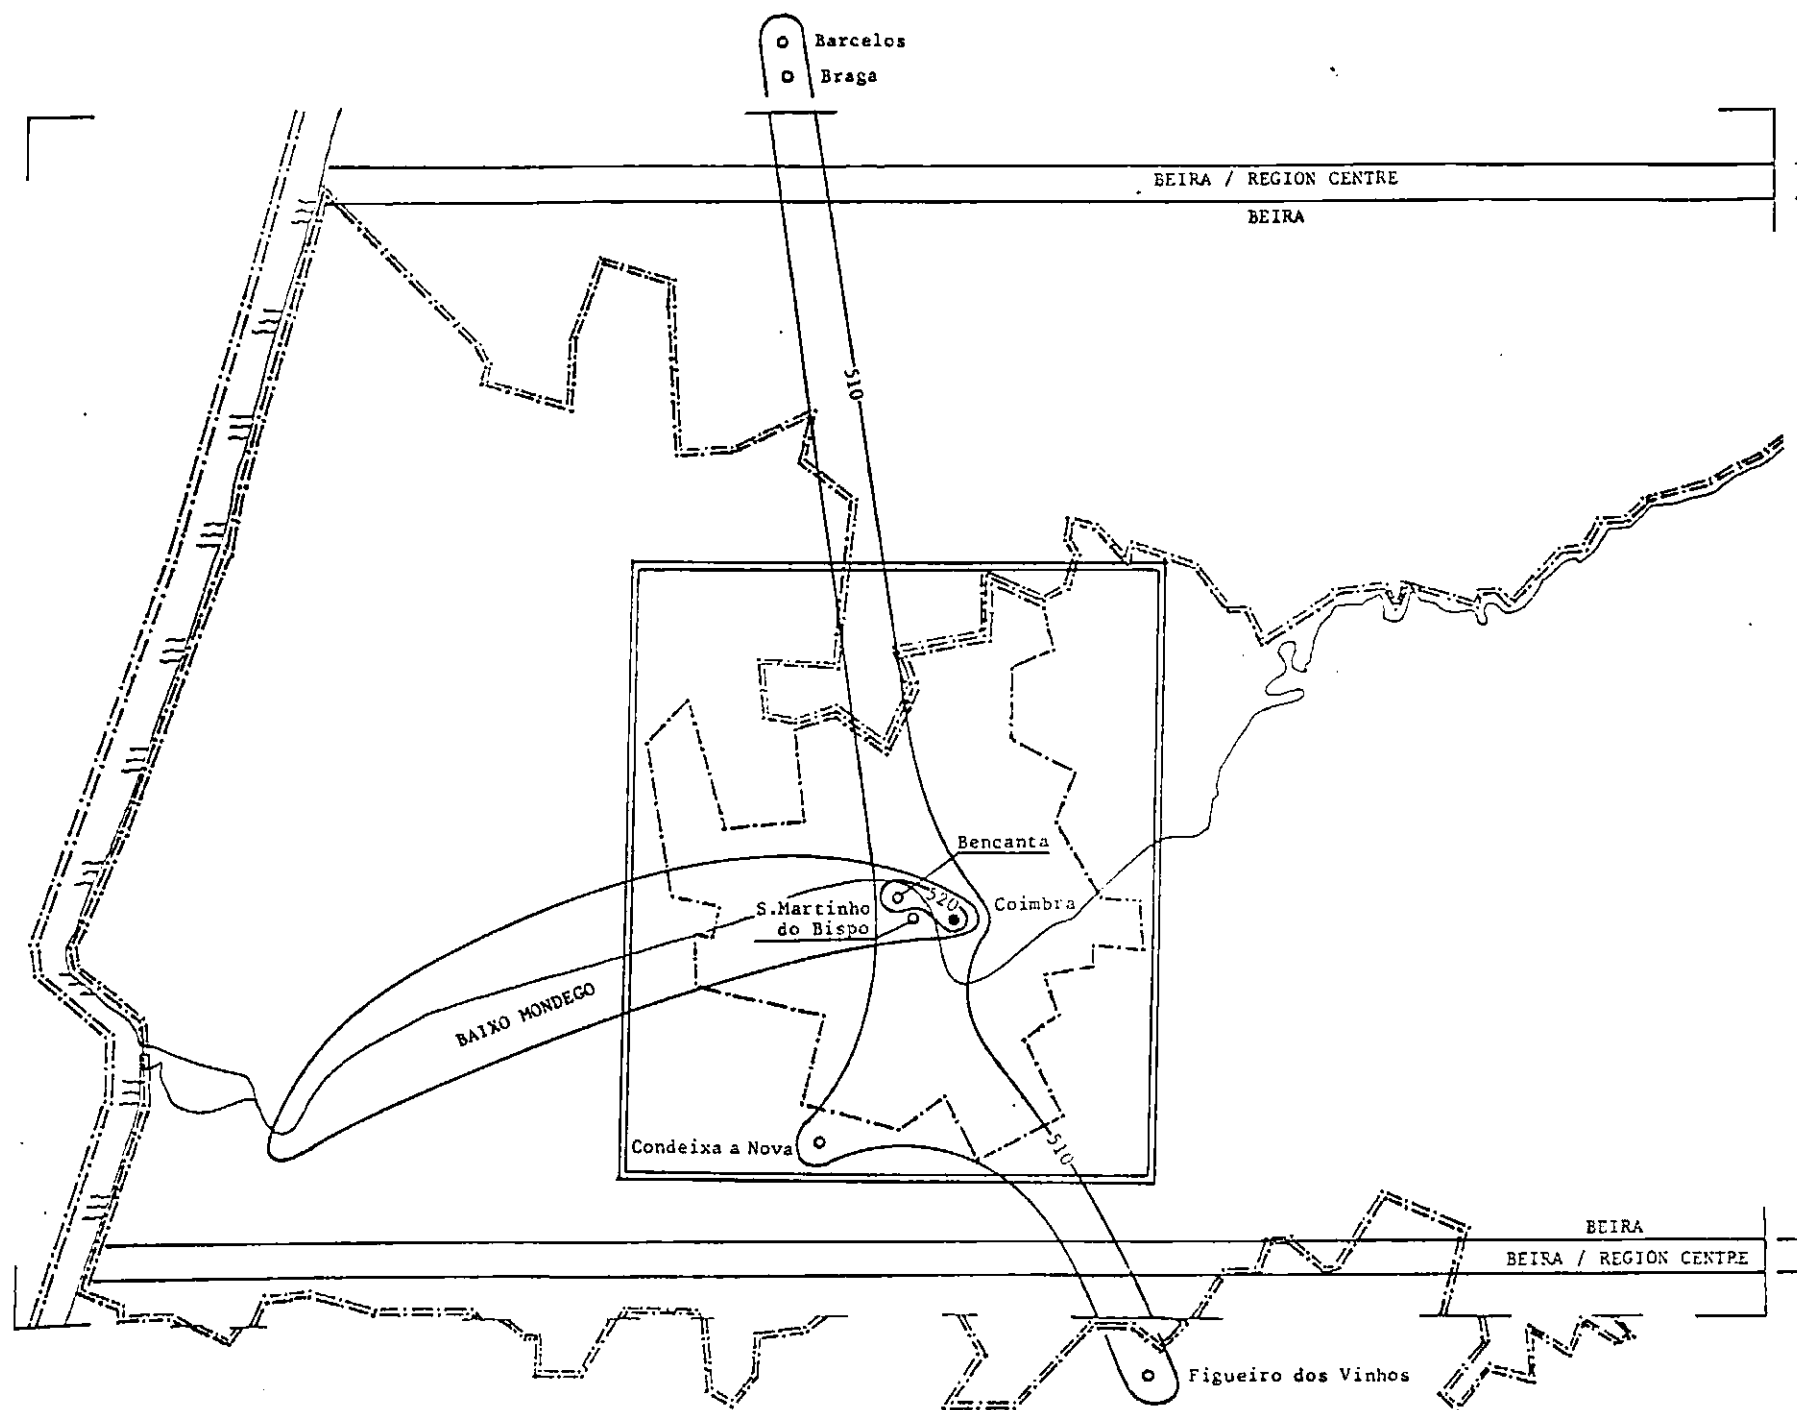 Barcelos
Braga
BEIRA / REGION CENTRE
BEIRA
510
Bencanta
520
S.Martinho
do Bispo
Coimbra
BAIXO MONDEGO
Condeixa a Nova
510
BEIRA
BEIRA / REGION CENTRE
Figueiro dos Vinhos